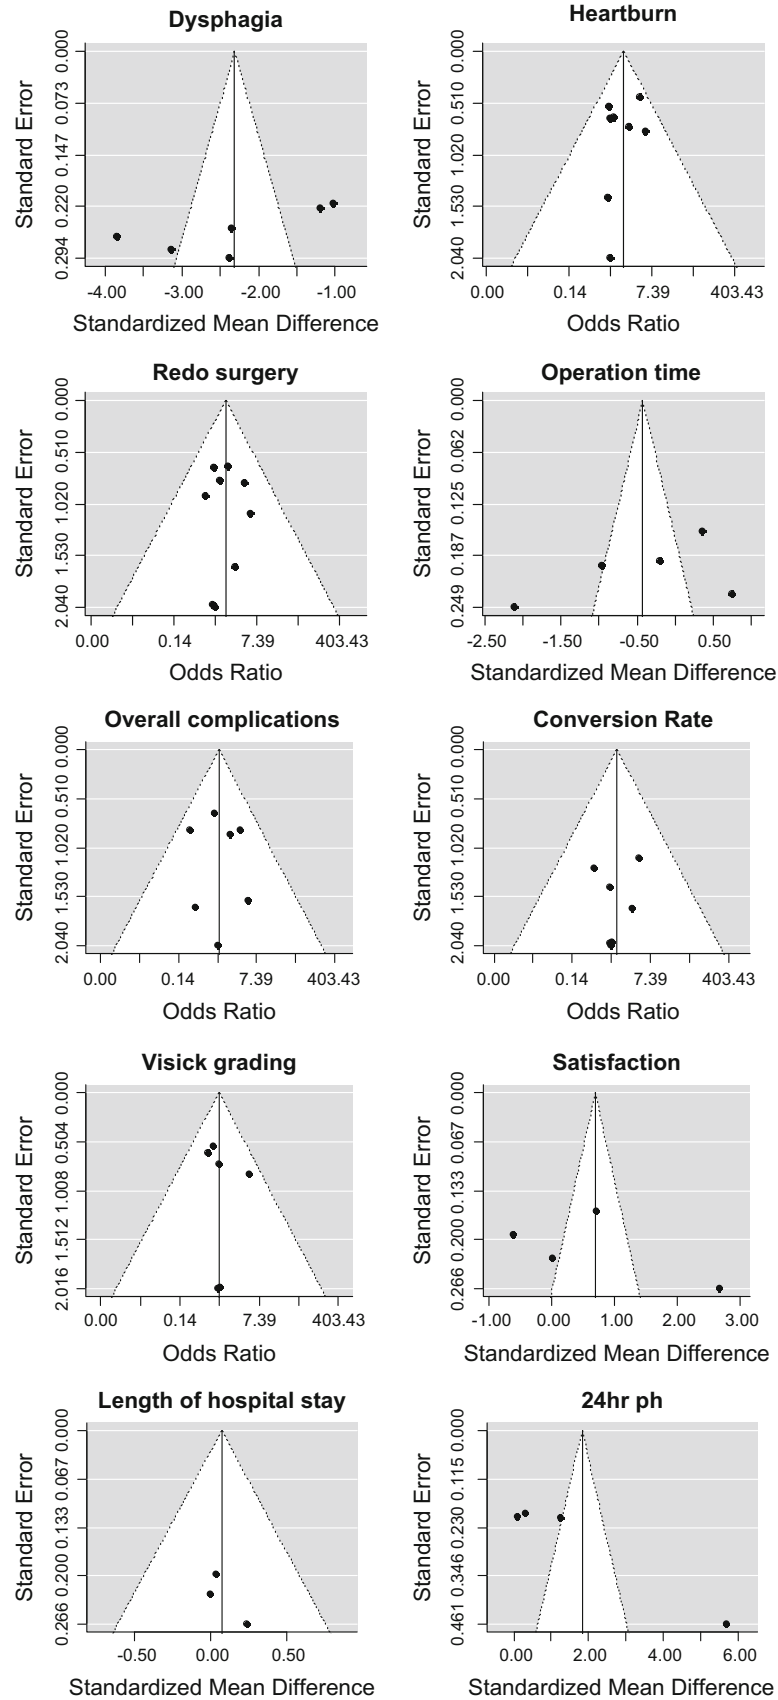 Dysphagia
Standard Error
0.000
0.073
0.147
0.220
0.294
-4.00 -3.00 -2.00 -1.00
Standardized Mean Difference
Heartburn
Standard Error
0.000
0.510
1.020
1.530
2.040
0.00 0.14 7.39 403.43
Odds Ratio
Redo surgery
Standard Error
0.000
0.510
1.020
1.530
2.040
0.00 0.14 7.39 403.43
Odds Ratio
Operation time
Standard Error
0.000
0.062
0.125
0.187
0.249
-2.50 -1.50 -0.50 0.50
Standardized Mean Difference
Overall complications
Standard Error
0.000
0.510
1.020
1.530
2.040
0.00 0.14 7.39 403.43
Odds Ratio
Conversion Rate
Standard Error
0.000
0.510
1.020
1.530
2.040
0.00 0.14 7.39 403.43
Odds Ratio
Visick grading
Standard Error
0.000
0.504
1.008
1.512
2.016
0.00 0.14 7.39 403.43
Odds Ratio
Satisfaction
Standard Error
0.000
0.067
0.133
0.200
0.266
-1.00 0.00 1.00 2.00 3.00
Standardized Mean Difference
Length of hospital stay
Standard Error
0.000
0.067
0.133
0.200
0.266
-0.50 0.00 0.50
Standardized Mean Difference
24hr ph
Standard Error
0.000
0.115
0.230
0.346
0.461
0.00 2.00 4.00 6.00
Standardized Mean Difference